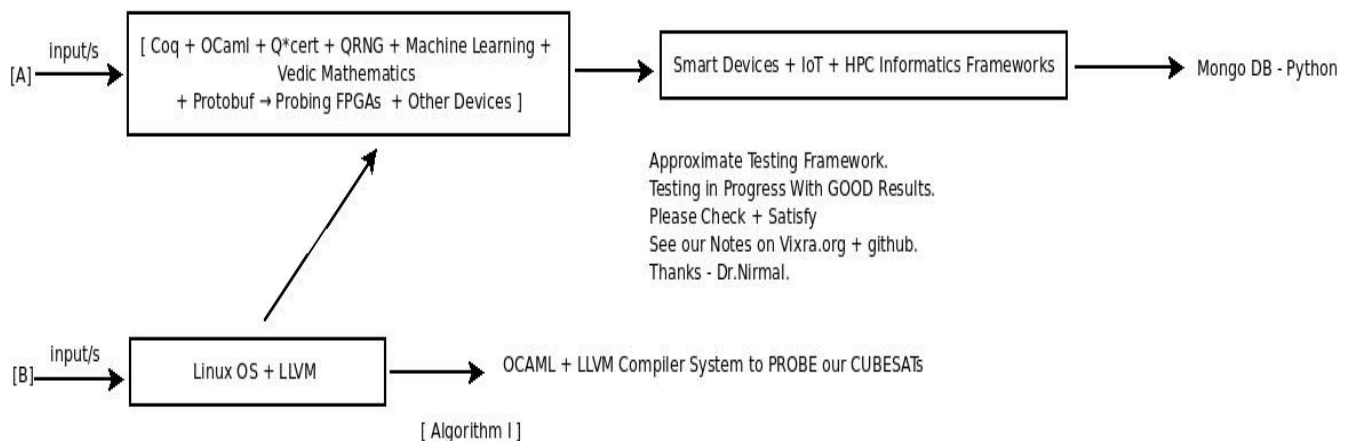 input/s
[A]
[ Coq + OCaml + Q*cert + QRNG + Machine Learning +
Vedic Mathematics
+ Protobuf → Probing FPGAs + Other Devices ]
Smart Devices + IoT + HPC Informatics Frameworks
Mongo DB - Python
Approximate Testing Framework.
Testing in Progress With GOOD Results.
Please Check + Satisfy
See our Notes on Vixra.org + github.
Thanks - Dr.Nirmal.
input/s
[B]
Linux OS + LLVM
OCAML + LLVM Compiler System to PROBE our CUBESATs
[ Algorithm I ]